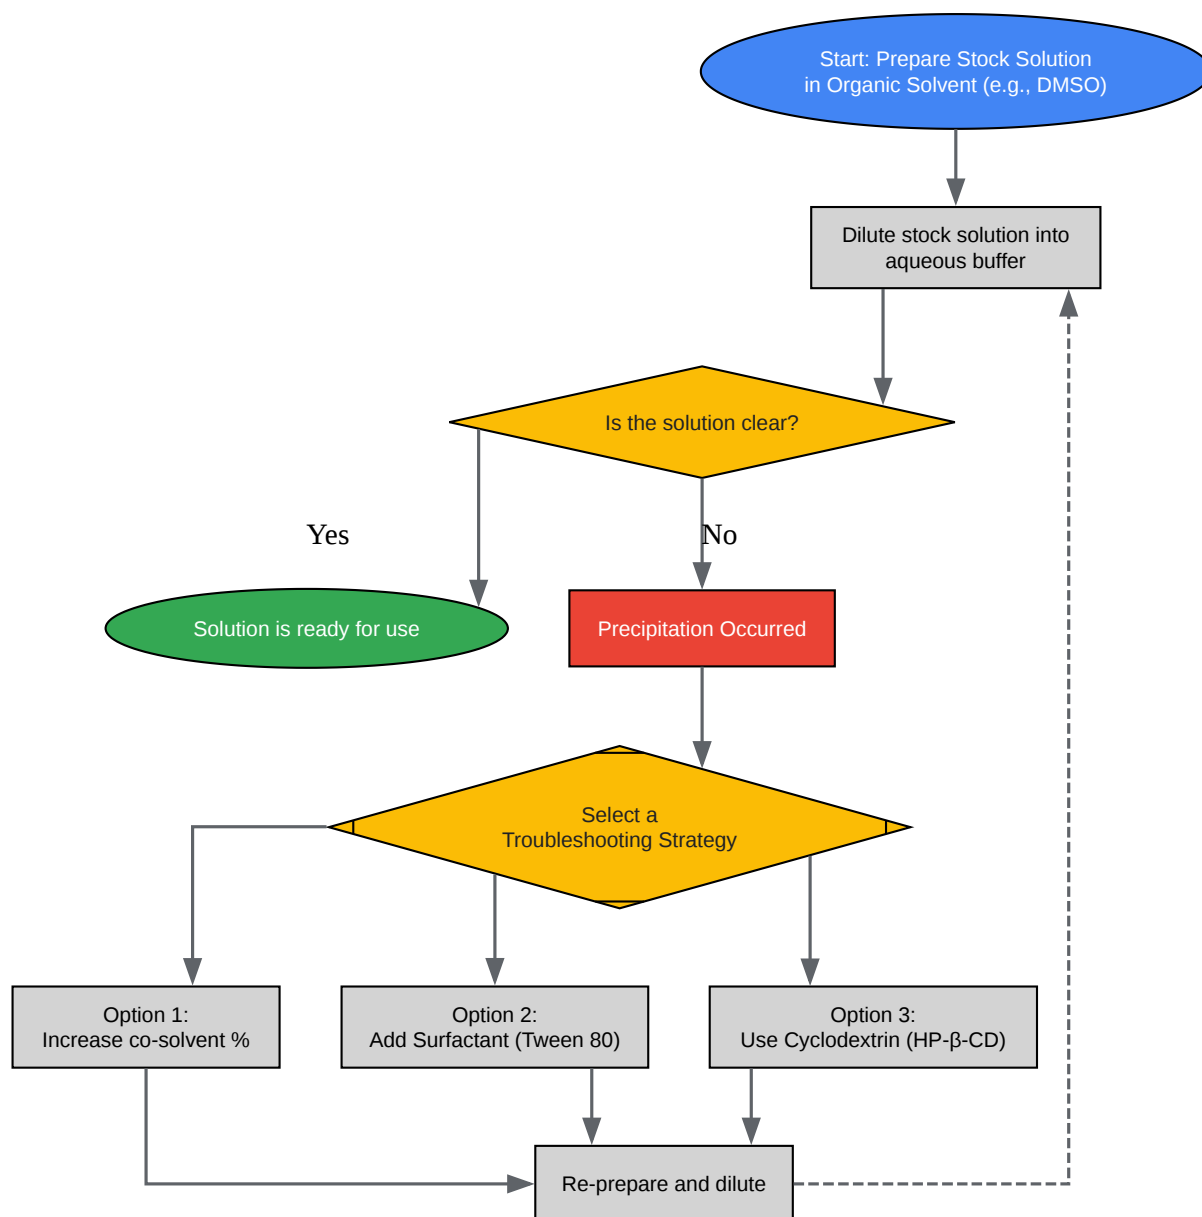 Start: Prepare Stock Solution
in Organic Solvent (e.g., DMSO)
Dilute stock solution into
aqueous buffer
Is the solution clear?
Yes
No
Solution is ready for use
Precipitation Occurred
Select a
Troubleshooting Strategy
Option 1:
Increase co-solvent %
Option 2:
Add Surfactant (Tween 80)
Option 3:
Use Cyclodextrin (HP-β-CD)
Re-prepare and dilute